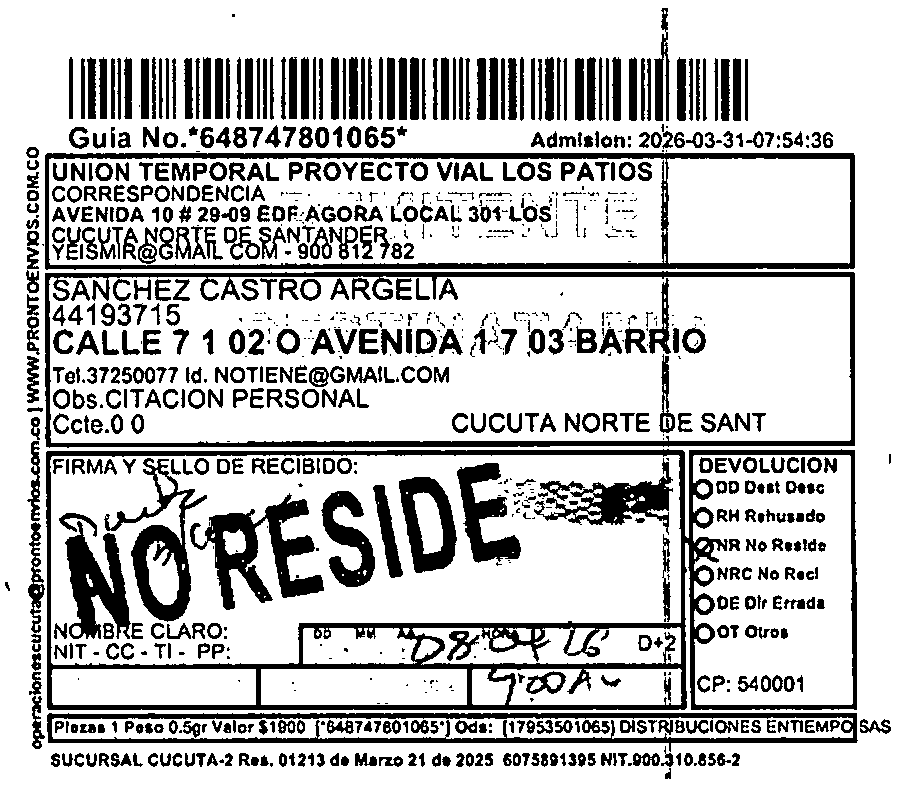 Guia No.*648747801065*
Admision: 2026-03-31-07:54:36
operacionescucuta@prontoenvios.com.co | WWW.PRONTOENVIOS.COM.CO
UNION TEMPORAL PROYECTO VIAL LOS PATIOS
CORRESPONDENCIA
REMITENTE
AVENIDA 10 # 29-09 EDF AGORA LOCAL 301 LOS
CUCUTA NORTE DE SANTANDER
YEISMIR@GMAIL COM - 900 812 782
SANCHEZ CASTRO ARGELIA
44193715
DESTINATARIO
CALLE 7 1 02 O AVENIDA 1 7 03 BARRIO
Tel.37250077 Id. NOTIENE@GMAIL.COM
Obs.CITACION PERSONAL
Ccte.0 0
CUCUTA NORTE DE SANT
FIRMA Y SELLO DE RECIBIDO:
NO RESIDE
DEVOLUCION
DD Dest Desc
RH Rehusado
NR No Reside
NRC No Recl
DE Dir Errada
OT Otros
NOMBRE CLARO:
NIT - CC - TI - PP:
DD MM AA HORA
08 04 26
D+2
9:00 A
CP: 540001
Piezas 1 Peso 0.5gr Valor $1900 [*648747801065*] Ods: [17953501065] DISTRIBUCIONES ENTIEMPO SAS
SUCURSAL CUCUTA-2 Res. 01213 de Marzo 21 de 2025 6075891395 NIT.900.310.856-2